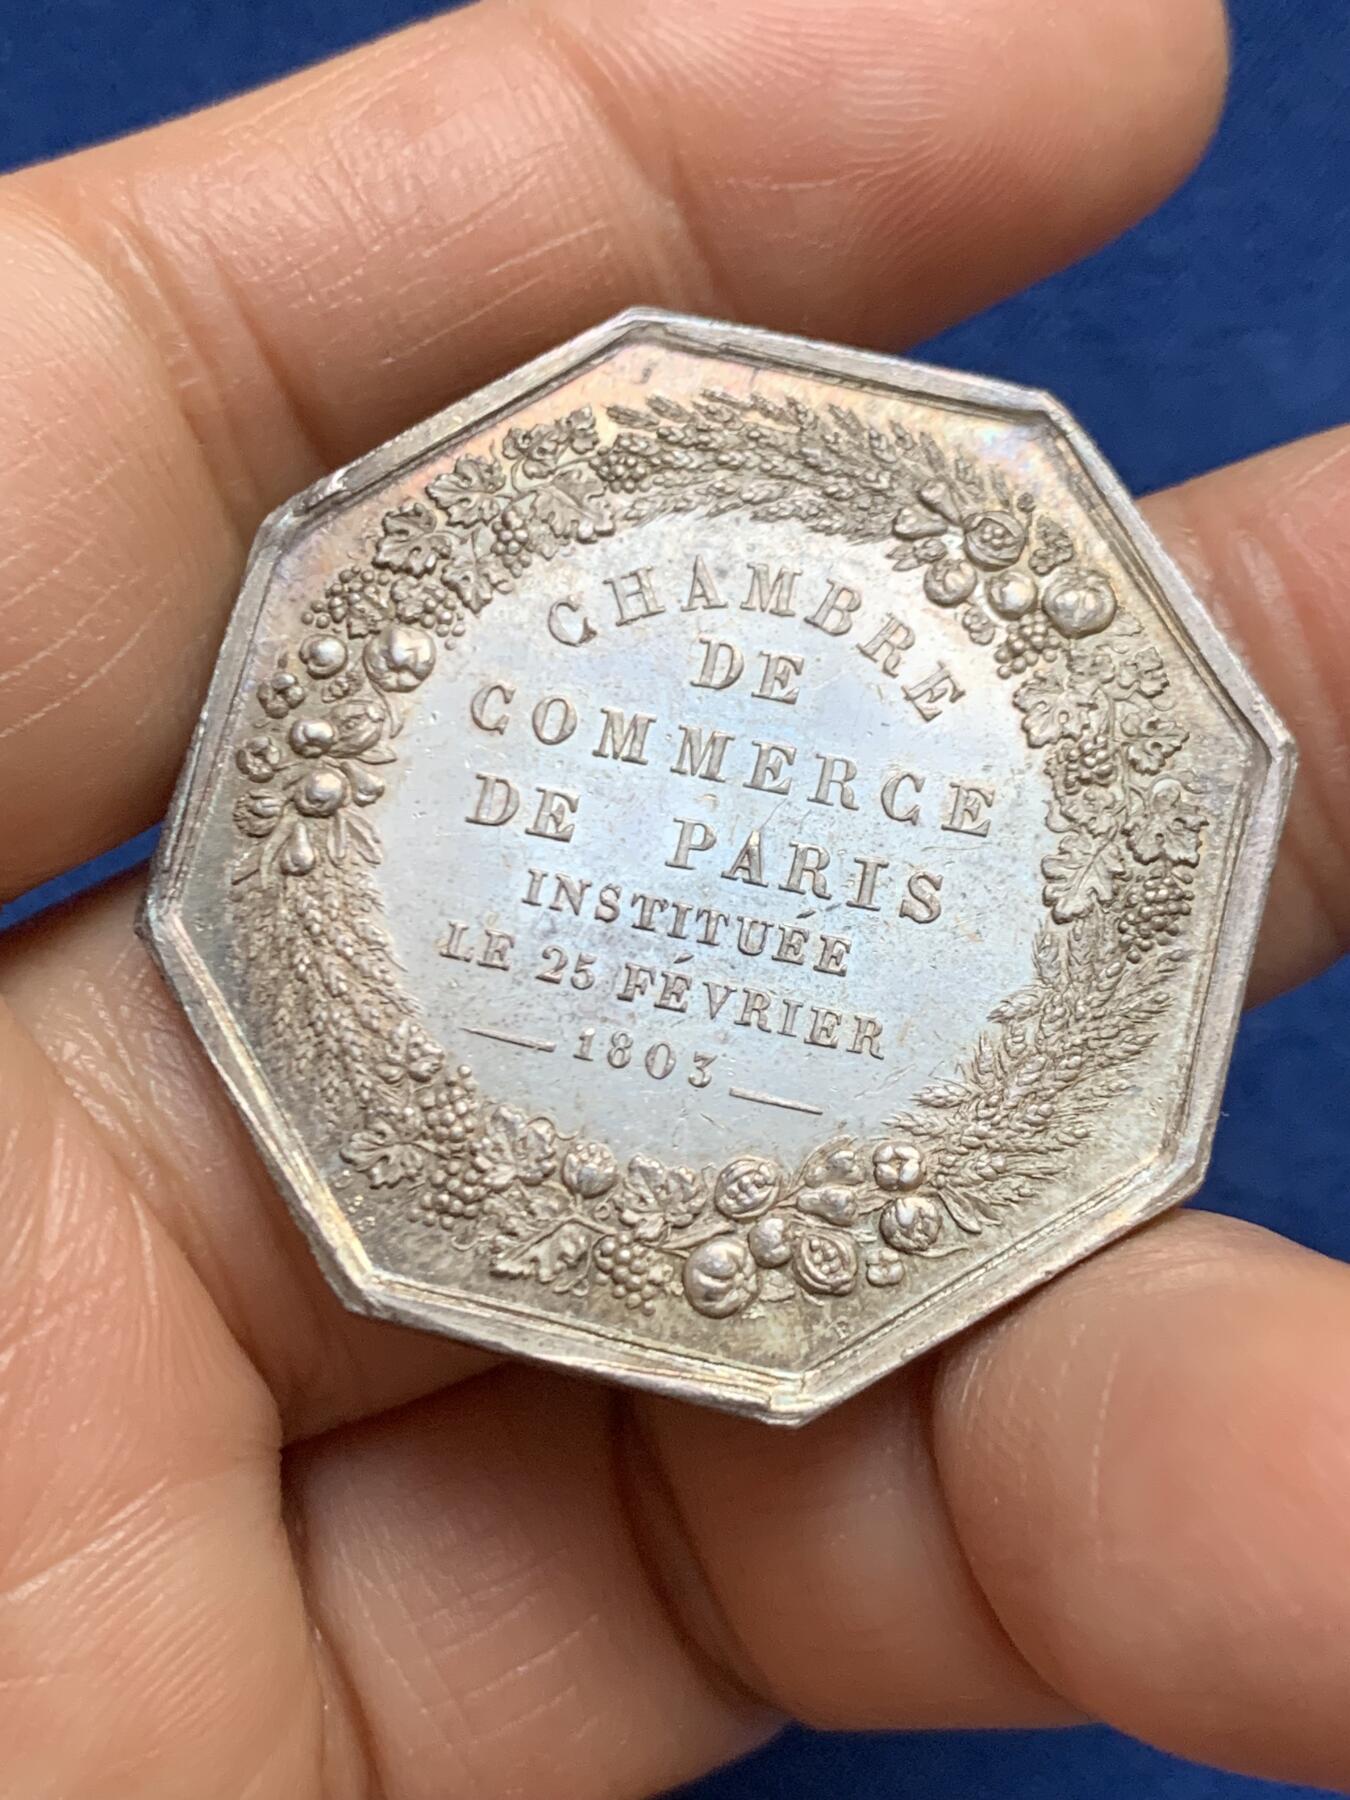 CHAMBRE
DE
COMMERCE
DE PARIS
INSTITUÉE
LE 25 FÉVRIER
1803